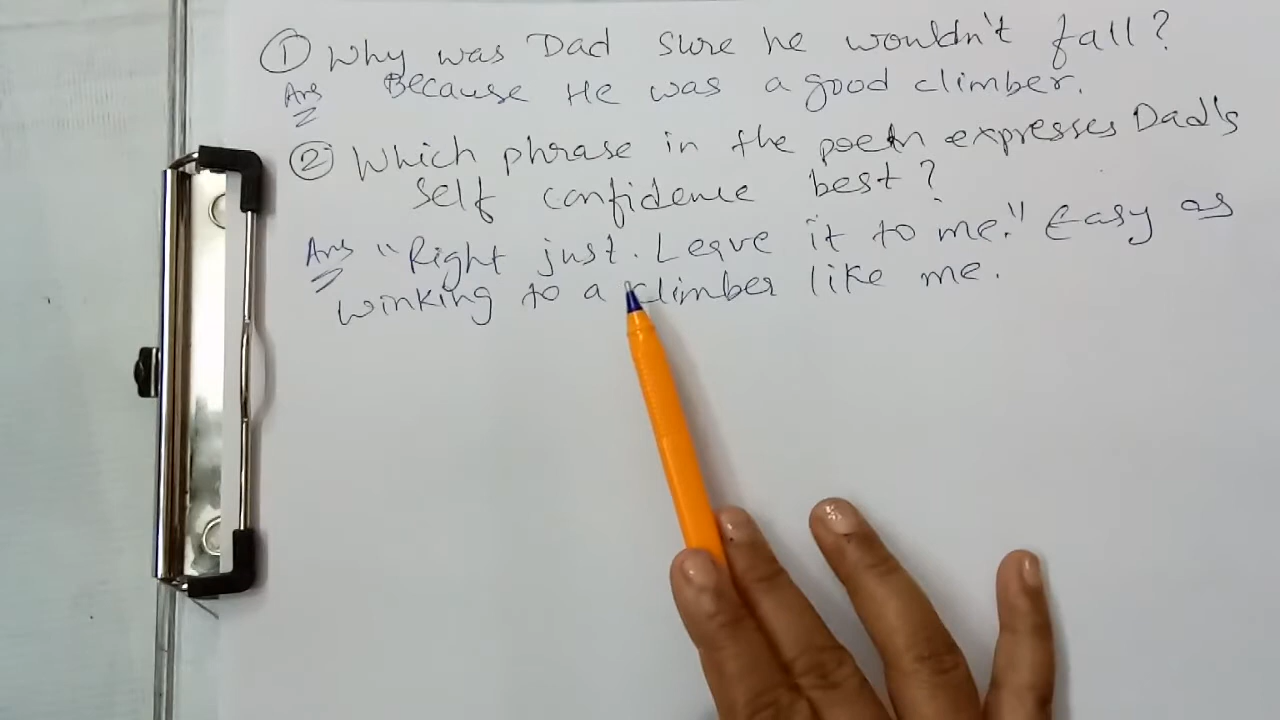 ① Why was Dad sure he wouldn't fall?
Ans Because He was a good climber.
② Which phrase in the poem expresses Dad's
self confidence best?
Ans "Right just. Leave it to me." Easy as
winking to a climber like me.